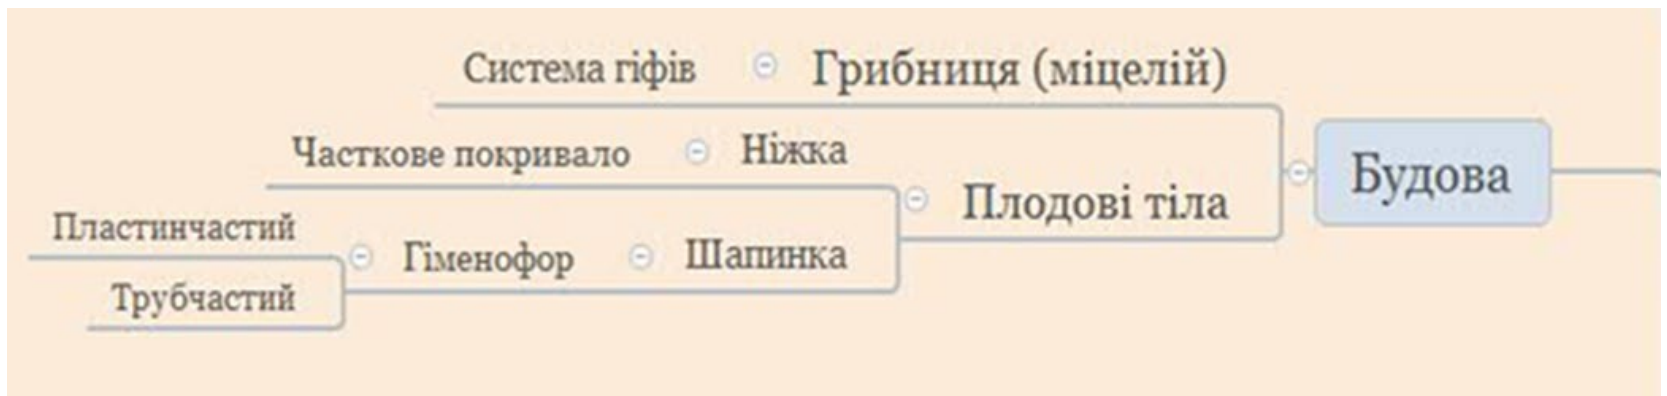 Система гіфів
Грибниця (міцелій)
Часткове покривало
Ніжка
Будова
Плодові тіла
Пластинчастий
Гіменофор
Шапинка
Трубчастий